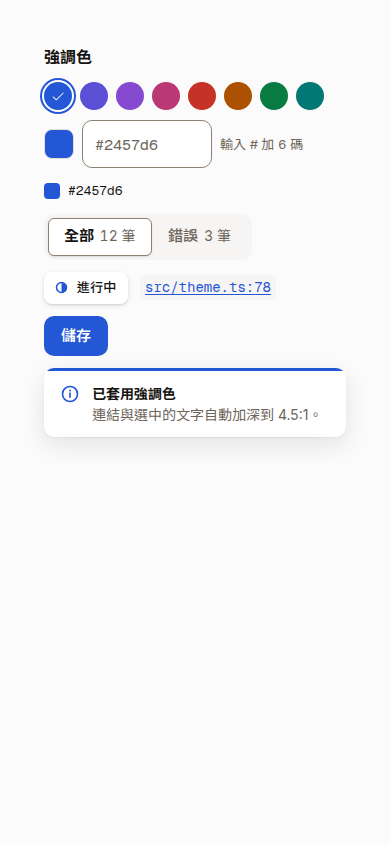 強調色
#2457d6
輸入 # 加 6 碼
#2457d6
全部 12 筆 錯誤 3 筆
進行中 src/theme.ts:78
儲存
已套用強調色
連結與選中的文字自動加深到 4.5:1。